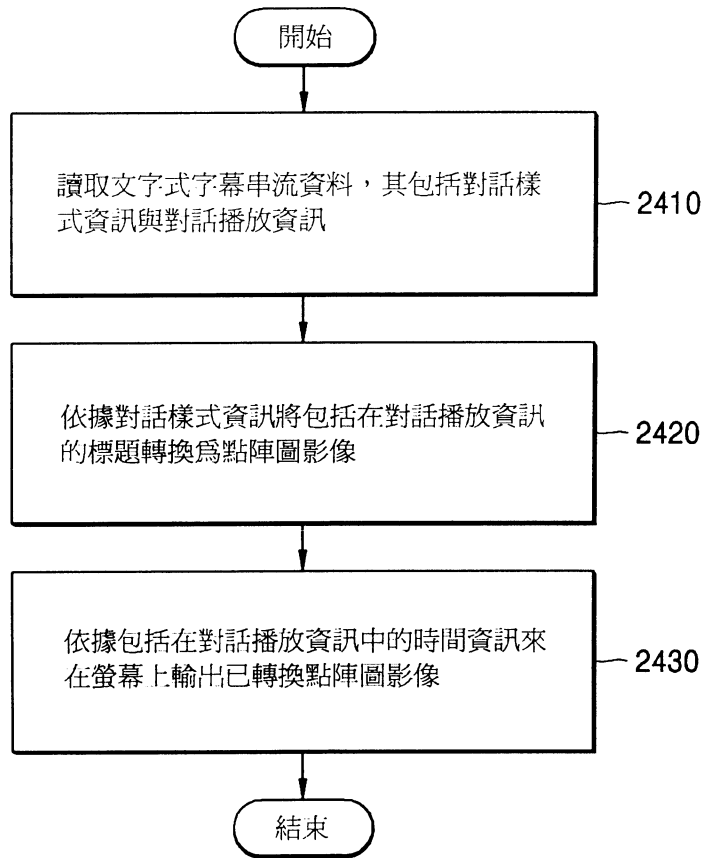 開始
讀取文字式字幕串流資料，其包括對話樣
式資訊與對話播放資訊
2410
依據對話樣式資訊將包括在對話播放資訊
的標題轉換爲點陣圖影像
2420
依據包括在對話播放資訊中的時間資訊來
在螢幕上輸出已轉換點陣圖影像
2430
結束